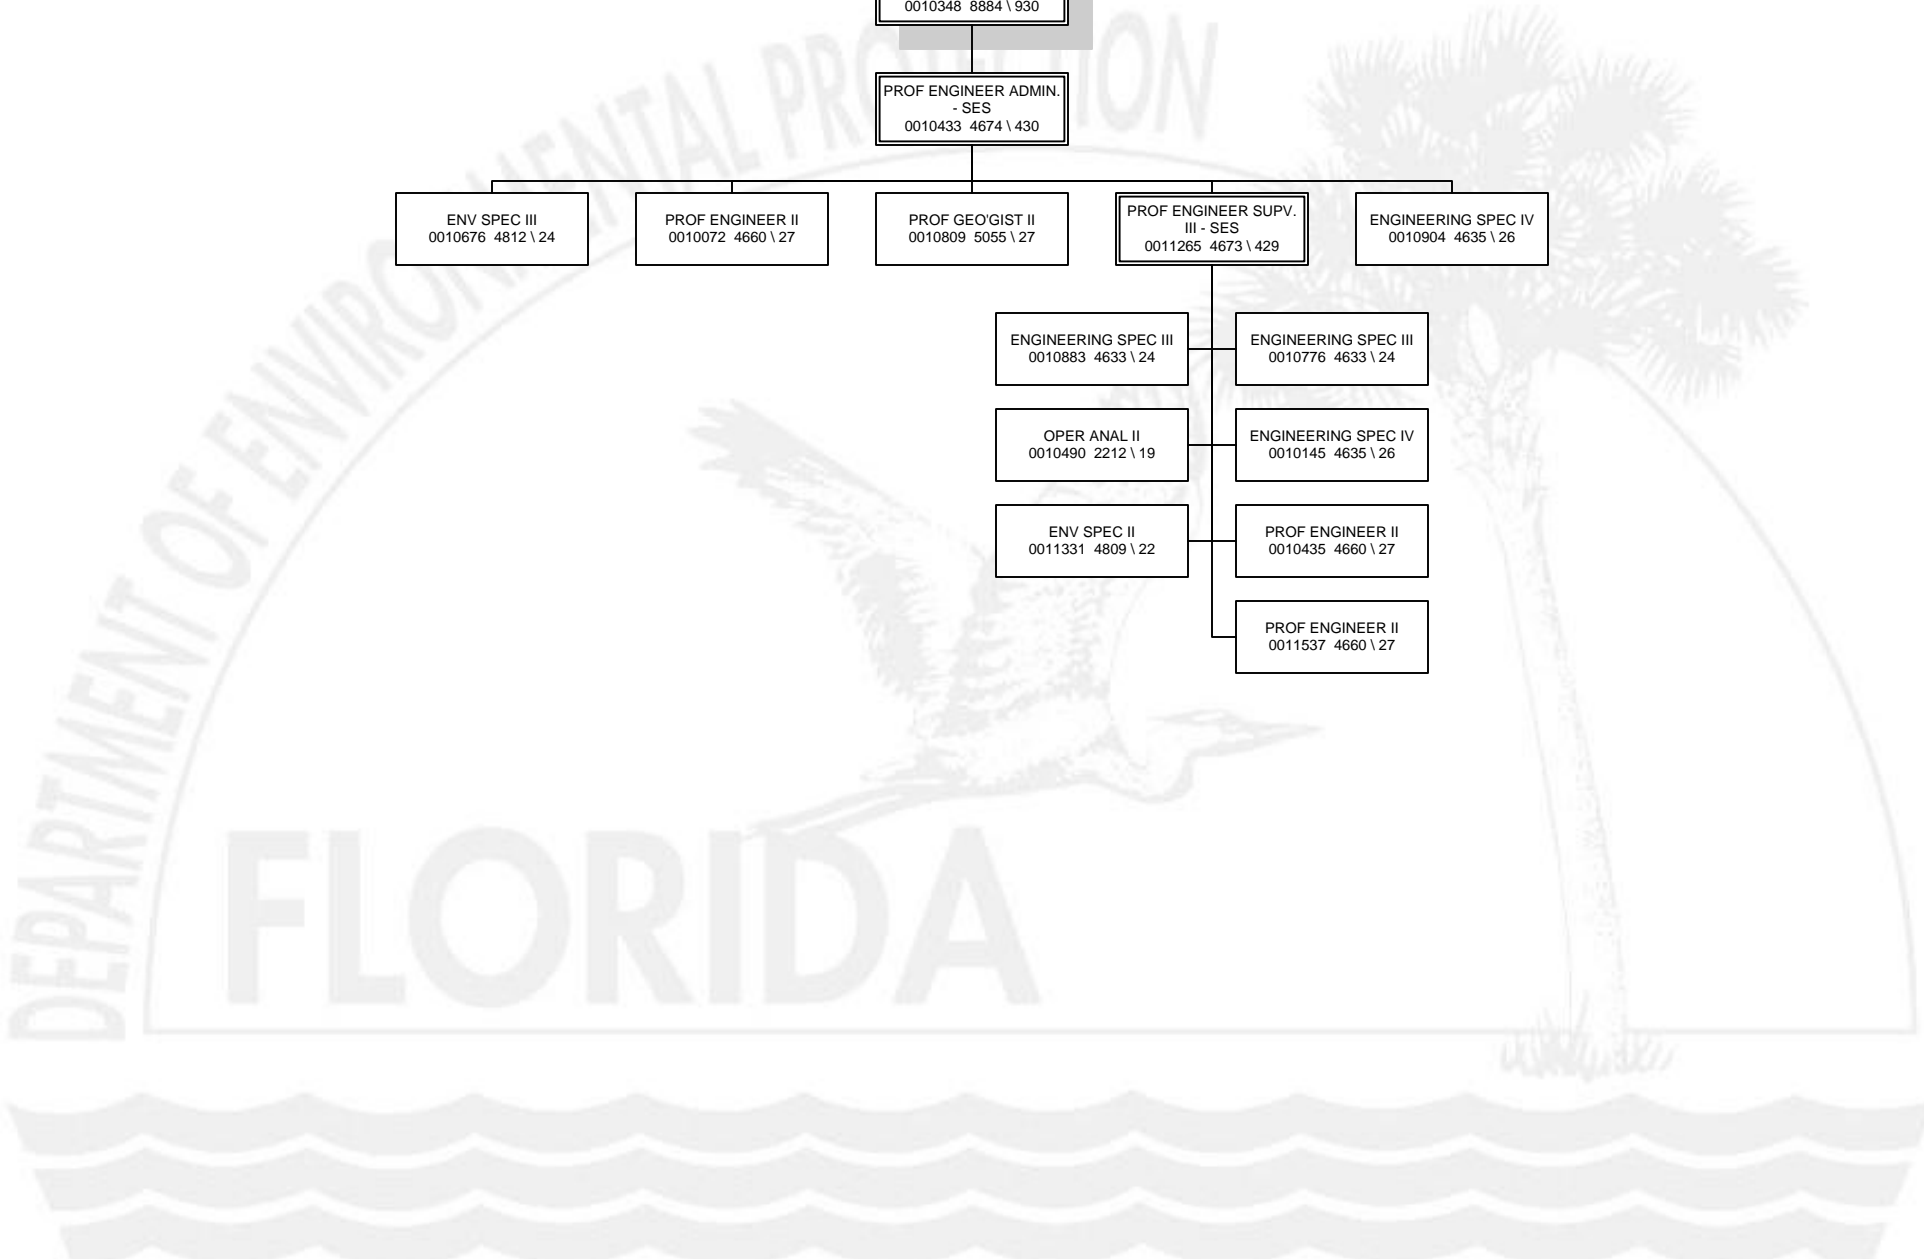 0010348 8884 \ 930
PROF ENGINEER ADMIN.
- SES
0010433 4674 \ 430
ENV SPEC III
0010676 4812 \ 24
PROF ENGINEER II
0010072 4660 \ 27
PROF GEO'GIST II
0010809 5055 \ 27
PROF ENGINEER SUPV.
III - SES
0011265 4673 \ 429
ENGINEERING SPEC IV
0010904 4635 \ 26
ENGINEERING SPEC III
0010883 4633 \ 24
ENGINEERING SPEC III
0010776 4633 \ 24
OPER ANAL II
0010490 2212 \ 19
ENGINEERING SPEC IV
0010145 4635 \ 26
ENV SPEC II
0011331 4809 \ 22
PROF ENGINEER II
0010435 4660 \ 27
PROF ENGINEER II
0011537 4660 \ 27
DEPARTMENT OF ENVIRONMENTAL PROTECTION
FLORIDA